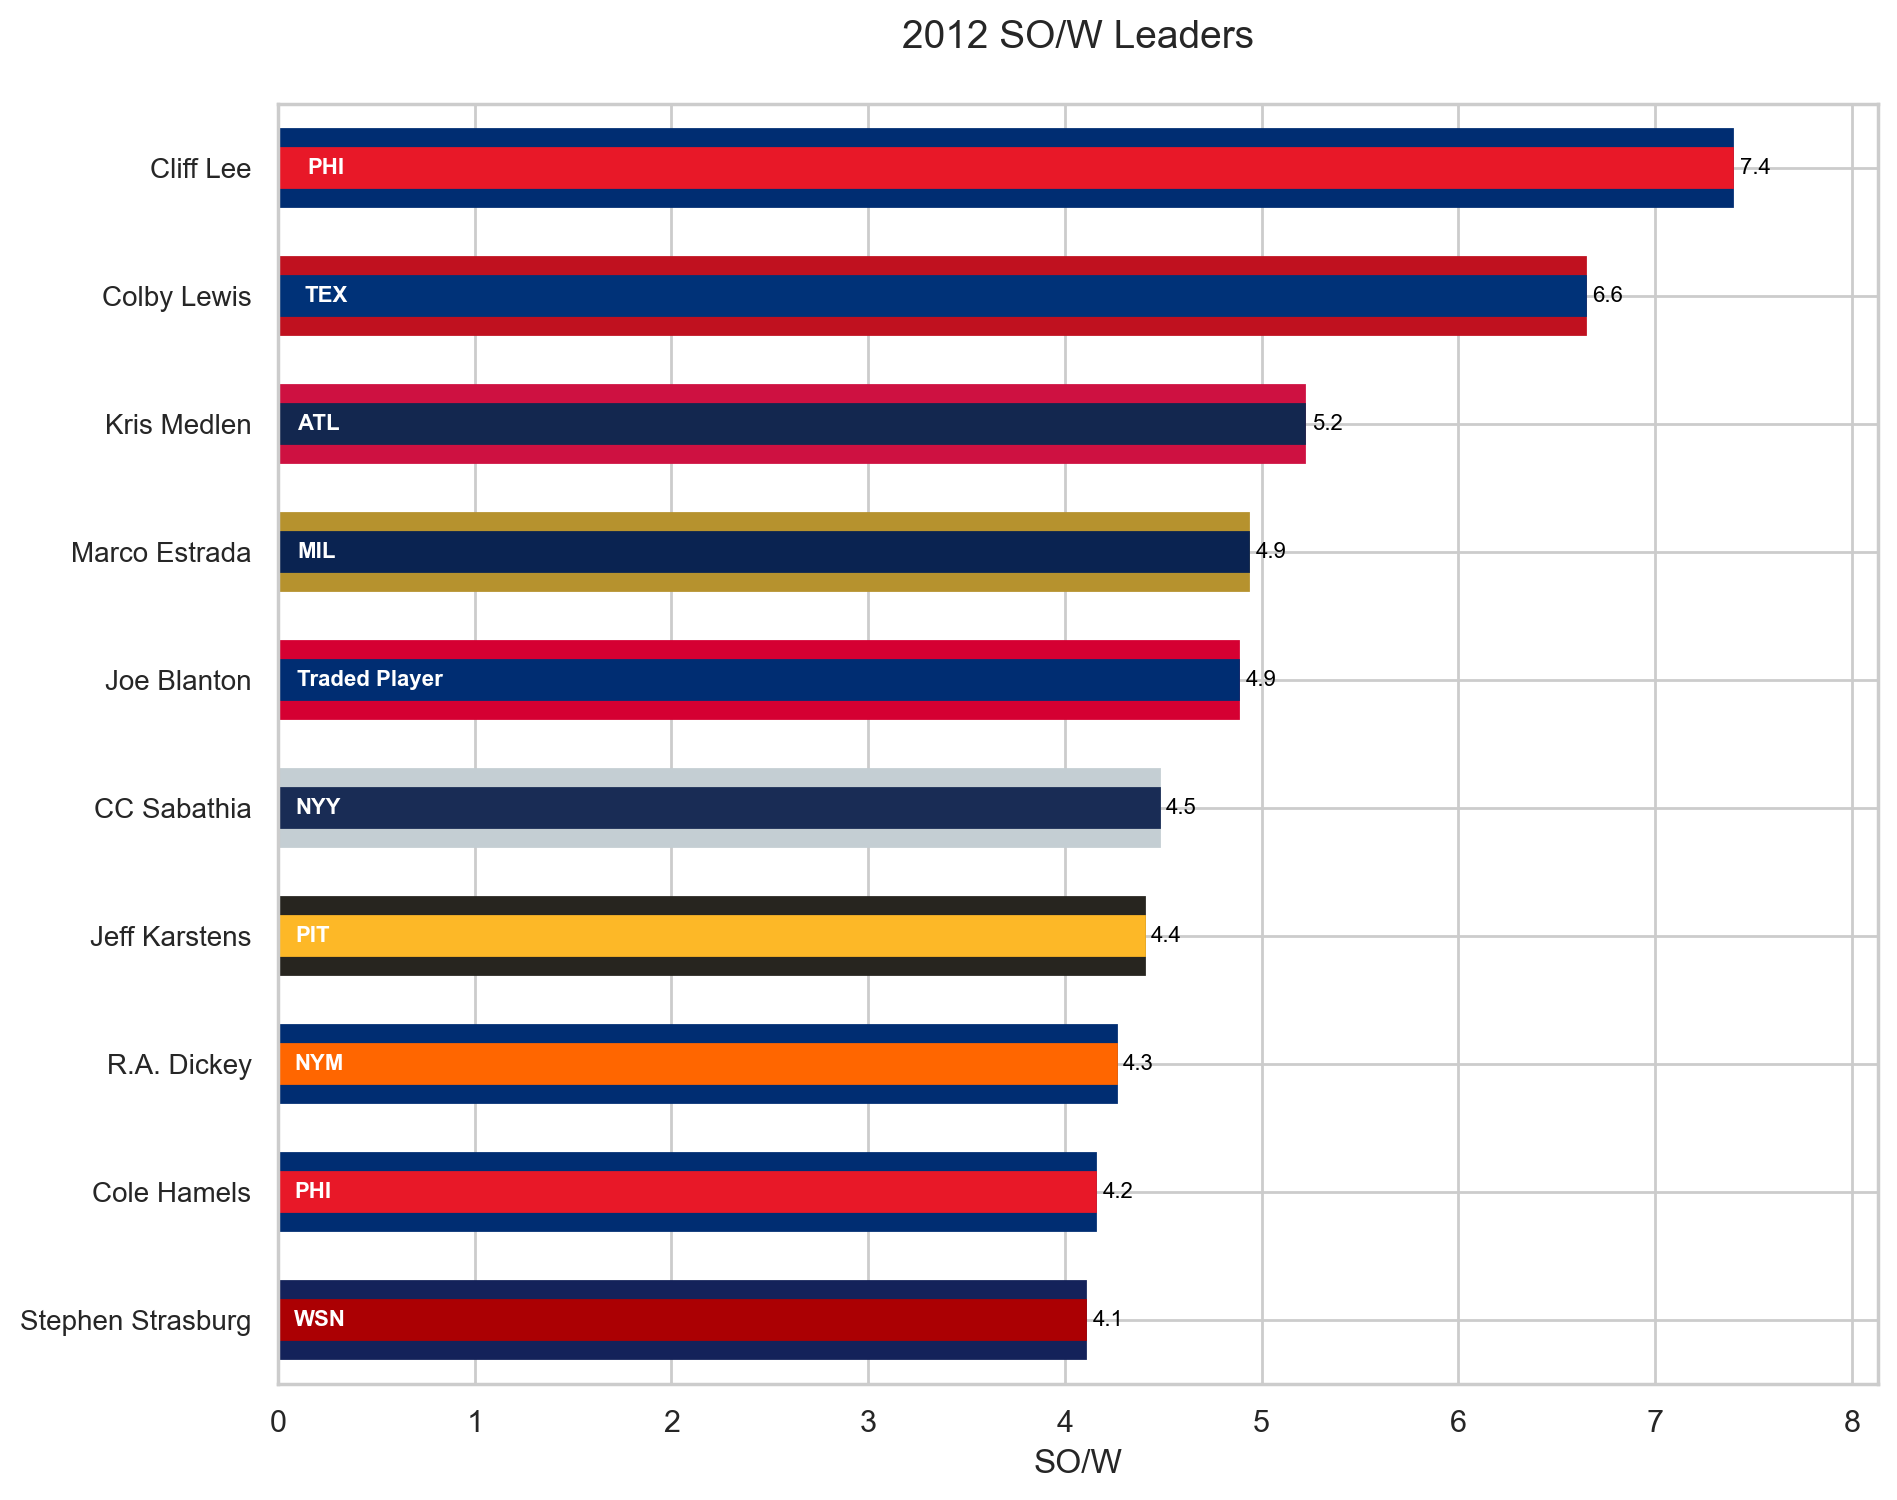 2012 SO/W Leaders
Cliff Lee PHI 7.4
Colby Lewis TEX 6.6
Kris Medlen ATL 5.2
Marco Estrada MIL 4.9
Joe Blanton Traded Player 4.9
CC Sabathia NYY 4.5
Jeff Karstens PIT 4.4
R.A. Dickey NYM 4.3
Cole Hamels PHI 4.2
Stephen Strasburg WSN 4.1
0 1 2 3 4 5 6 7 8
SO/W